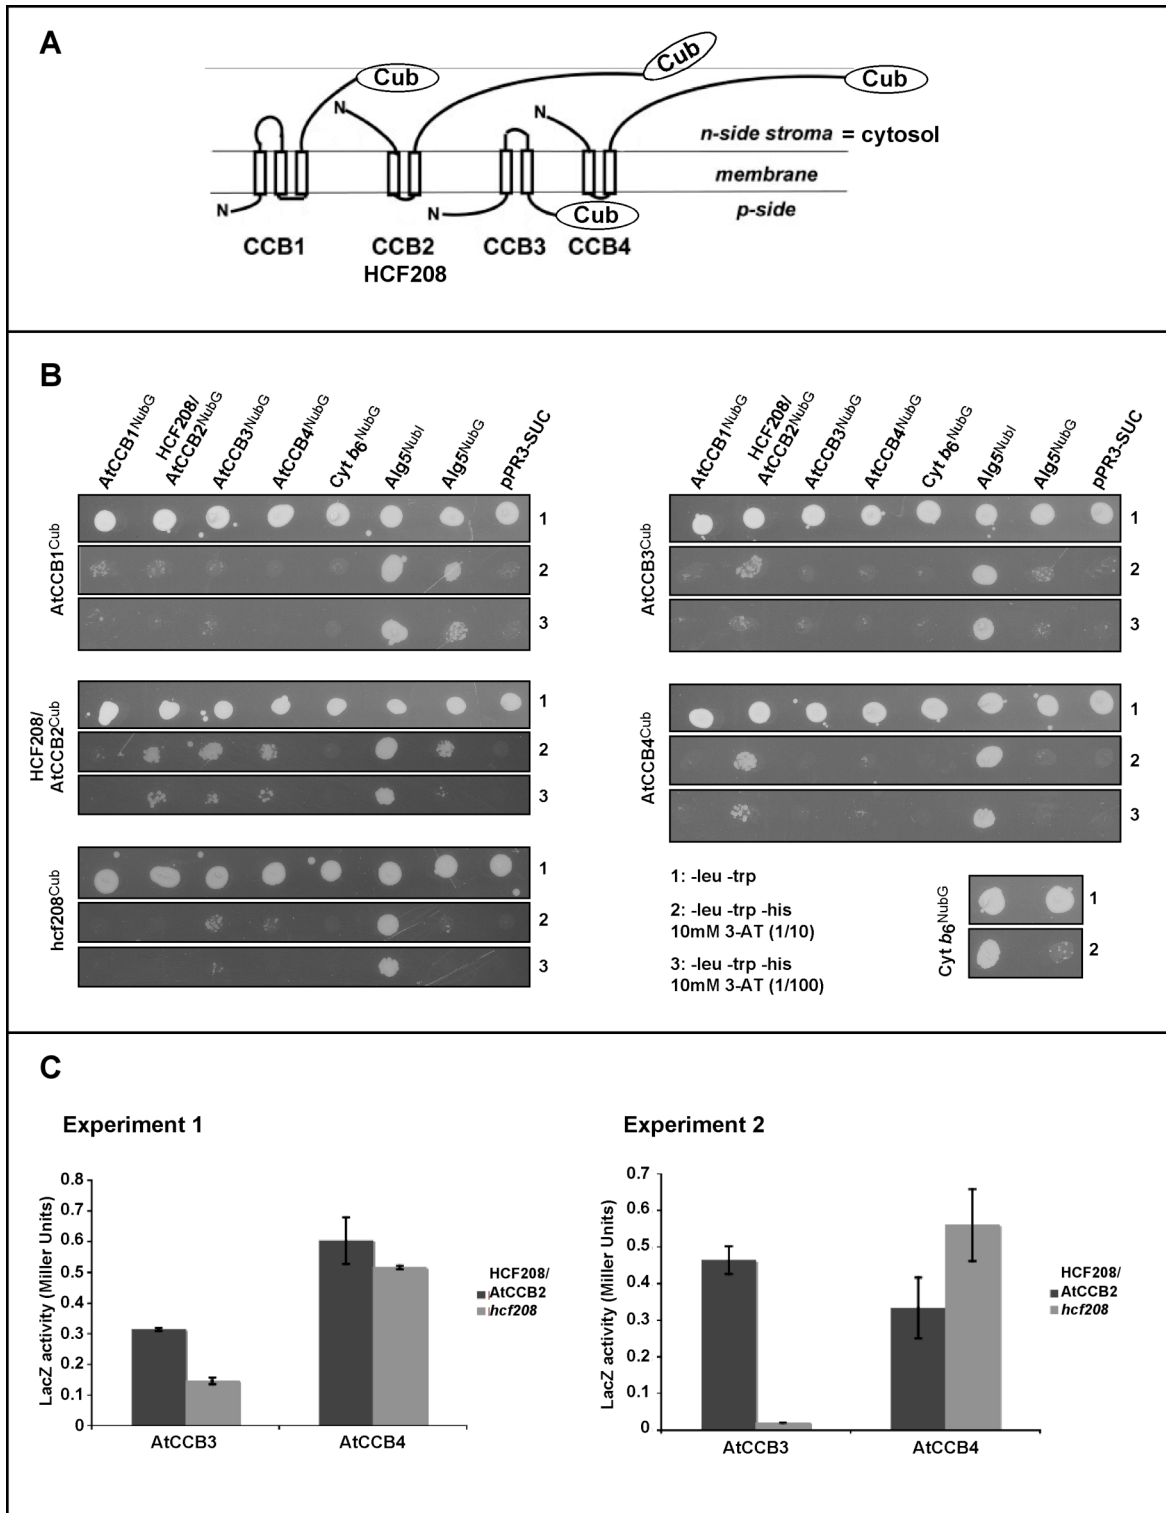 A
Cub
Cub
Cub
N
N
n-side stroma = cytosol
membrane
N
N
Cub
p-side
CCB1
CCB2
HCF208
CCB3
CCB4
B
AtCCB1NubG
HCF208/
AtCCB2NubG
AtCCB3NubG
AtCCB4NubG
Cyt b6NubG
Alg5NubI
Alg5NubG
pPR3-SUC
AtCCB1Cub
1
2
3
HCF208/
AtCCB2Cub
1
2
3
hcf208Cub
1
2
3
AtCCB1NubG
HCF208/
AtCCB2NubG
AtCCB3NubG
AtCCB4NubG
Cyt b6NubG
Alg5NubI
Alg5NubG
pPR3-SUC
AtCCB3Cub
1
2
3
AtCCB4Cub
1
2
3
1: -leu -trp
2: -leu -trp -his
10mM 3-AT (1/10)
3: -leu -trp -his
10mM 3-AT (1/100)
Cyt b6NubG
1
2
C
Experiment 1
LacZ activity (Miller Units)
0.8
0.7
0.6
0.5
0.4
0.3
0.2
0.1
0
AtCCB3
AtCCB4
HCF208/
AtCCB2
hcf208
Experiment 2
LacZ activity (Miller Units)
0.7
0.6
0.5
0.4
0.3
0.2
0.1
0
AtCCB3
AtCCB4
HCF208/
AtCCB2
hcf208